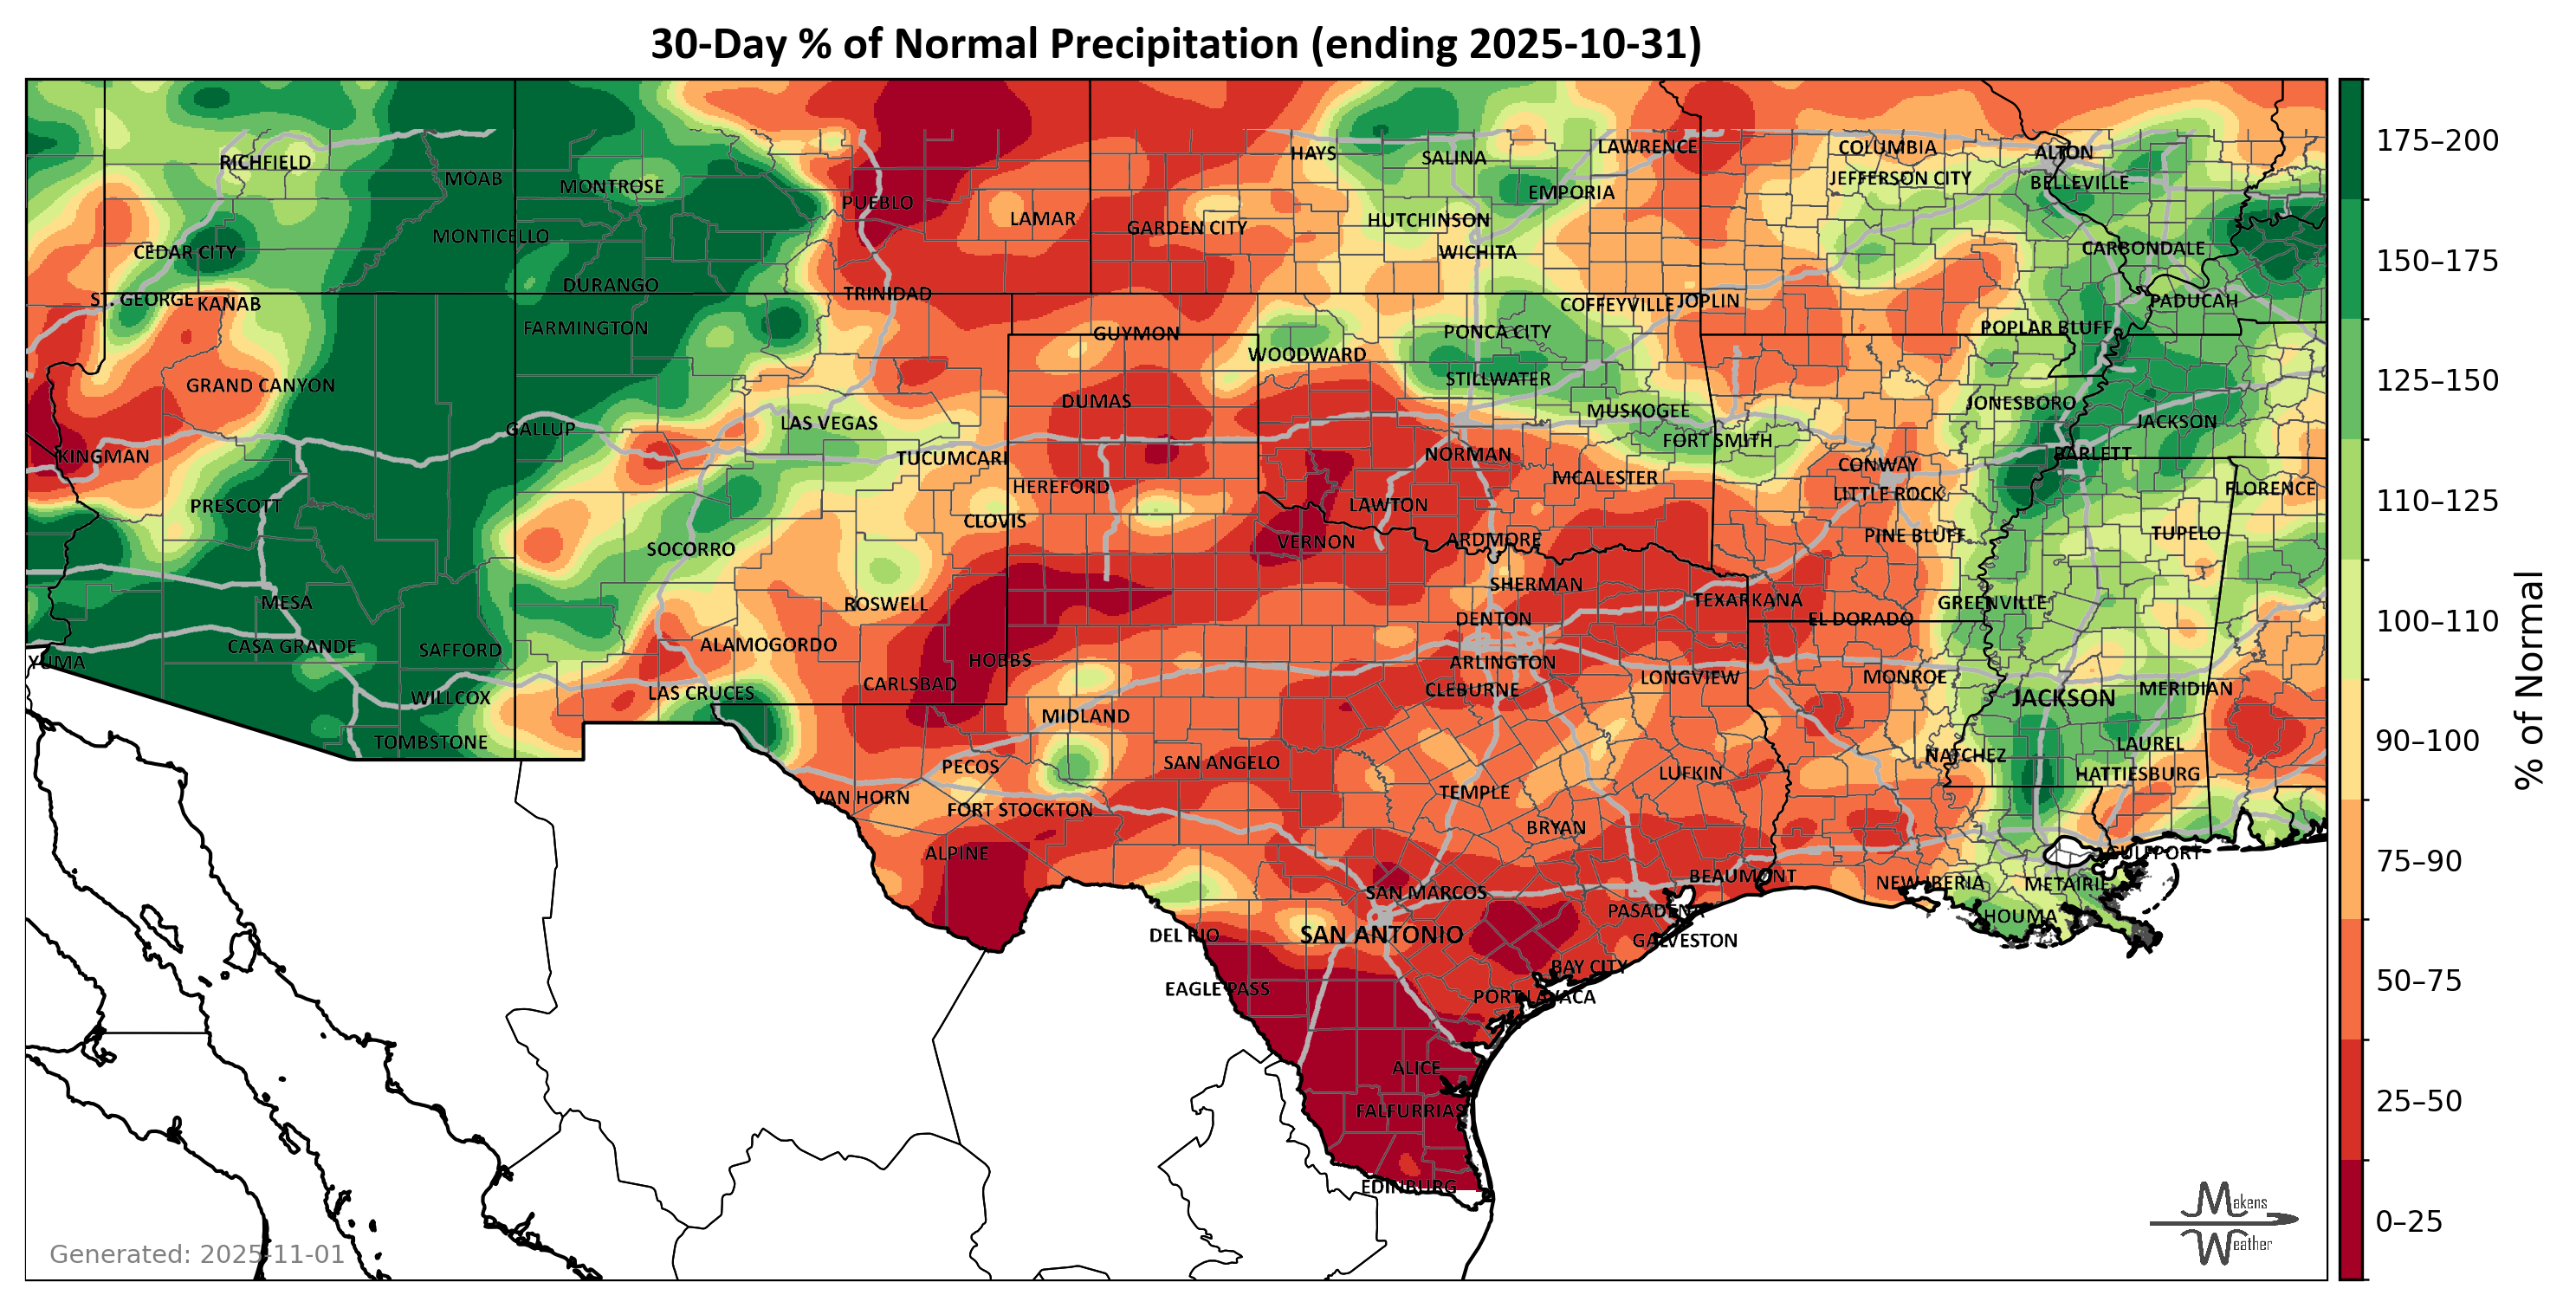 30-Day % of Normal Precipitation (ending 2025-10-31)
RICHFIELD
MOAB
MONTROSE
PUEBLO
LAMAR
HAYS
SALINA
LAWRENCE
COLUMBIA
ALTON
JEFFERSON CITY
BELLEVILLE
EMPORIA
GARDEN CITY
HUTCHINSON
WICHITA
CEDAR CITY
MONTICELLO
CARBONDALE
DURANGO
TRINIDAD
ST. GEORGE
KANAB
COFFEYVILLE
JOPLIN
PADUCAH
FARMINGTON
GUYMON
PONCA CITY
POPLAR BLUFF
WOODWARD
GRAND CANYON
STILLWATER
DUMAS
JONESBORO
MUSKOGEE
LAS VEGAS
JACKSON
GALLUP
FORT SMITH
KINGMAN
TUCUMCARI
NORMAN
BARLETT
CONWAY
MCALESTER
HEREFORD
LITTLE ROCK
FLORENCE
PRESCOTT
LAWTON
CLOVIS
PINE BLUFF
TUPELO
SOCORRO
VERNON
ARDMORE
SHERMAN
MESA
ROSWELL
TEXARKANA
GREENVILLE
DENTON
EL DORADO
CASA GRANDE
SAFFORD
ALAMOGORDO
YUMA
HOBBS
ARLINGTON
CARLSBAD
CLEBURNE
LONGVIEW
MONROE
WILLCOX
LAS CRUCES
JACKSON
MERIDIAN
MIDLAND
TOMBSTONE
LAUREL
PECOS
SAN ANGELO
NATCHEZ
LUFKIN
HATTIESBURG
VAN HORN
FORT STOCKTON
TEMPLE
BRYAN
ALPINE
GULFPORT
BEAUMONT
SAN MARCOS
NEW IBERIA
METAIRIE
PASADENA
HOUMA
DEL RIO
SAN ANTONIO
GALVESTON
BAY CITY
EAGLE PASS
PORT LAVACA
ALICE
FALFURRIAS
EDINBURG
175–200
150–175
125–150
110–125
100–110
90–100
75–90
50–75
25–50
0–25
% of Normal
Generated: 2025-11-01
Makens
Weather